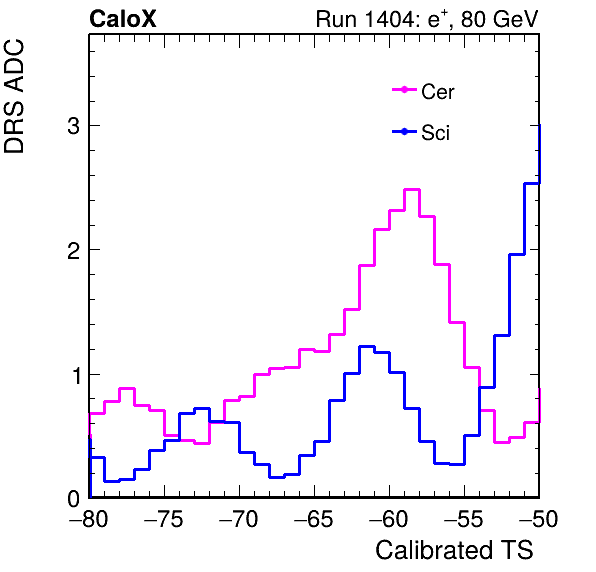 CaloX Run 1404: e⁺, 80 GeV
DRS ADC
Cer
Sci
3
2
1
0
−80 −75 −70 −65 −60 −55 −50
Calibrated TS